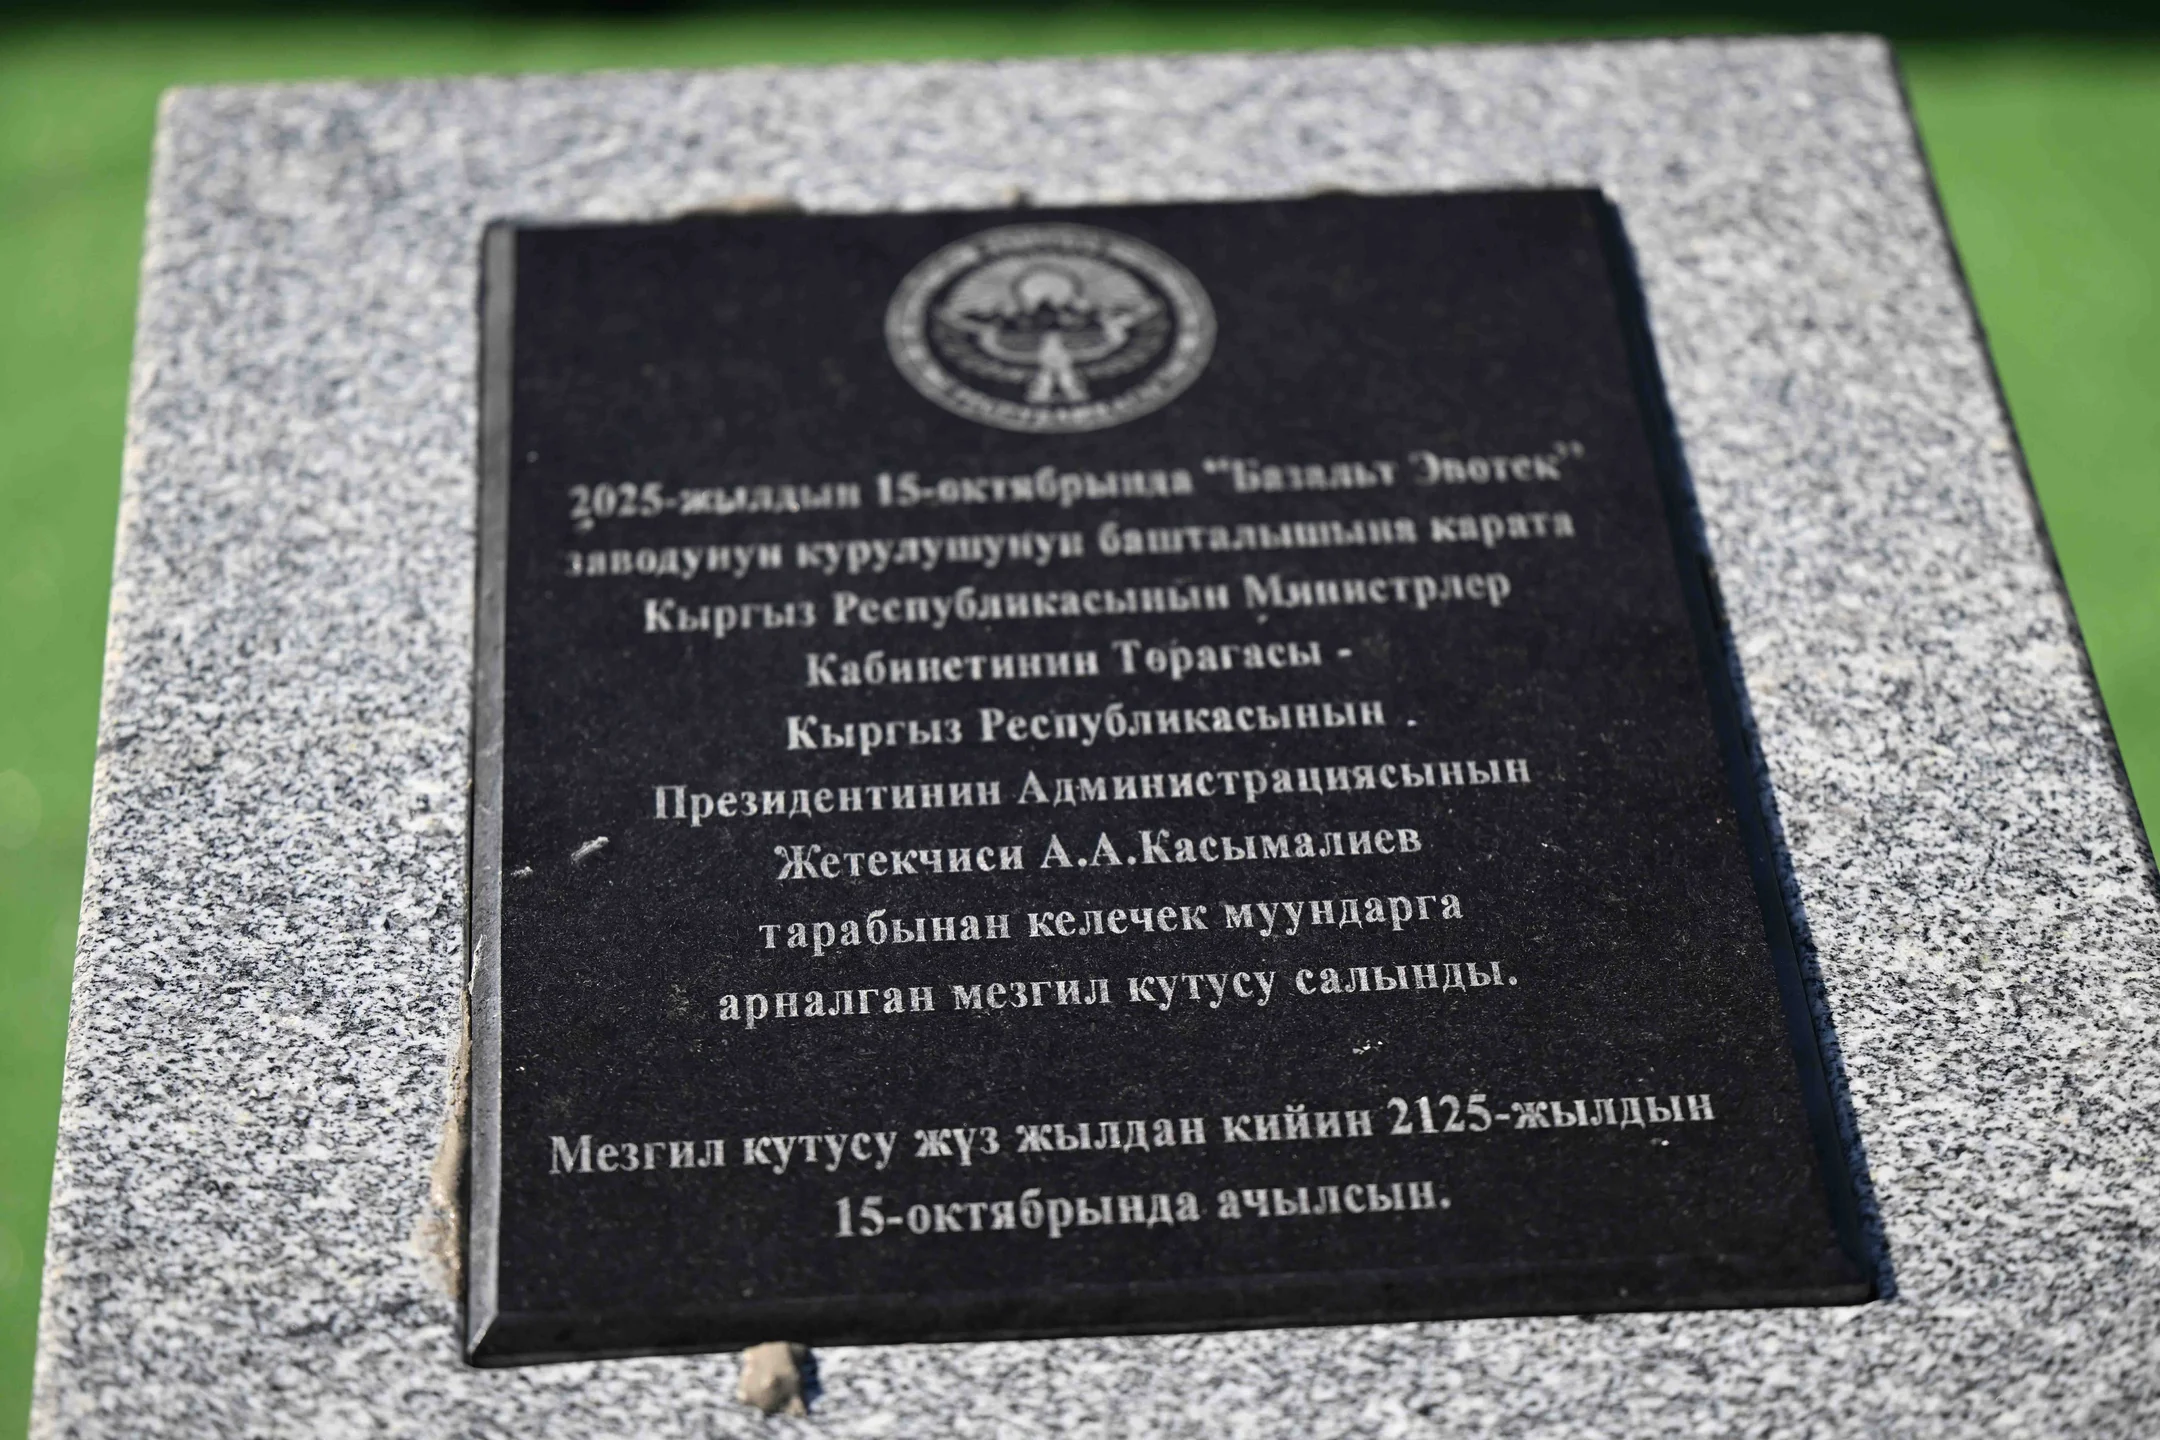 2025-жылдын 15-октябрында “Базальт Эпотек”
заводунун курулушунун башталышына карата
Кыргыз Республикасынын Министрлер
Кабинетинин Төрагасы -
Кыргыз Республикасынын
Президентинин Администрациясынын
Жетекчиси А.А.Касымалиев
тарабынан келечек муундарга
арналган мезгил кутусу салынды.
Мезгил кутусу жүз жылдан кийин 2125-жылдын
15-октябрында ачылсын.